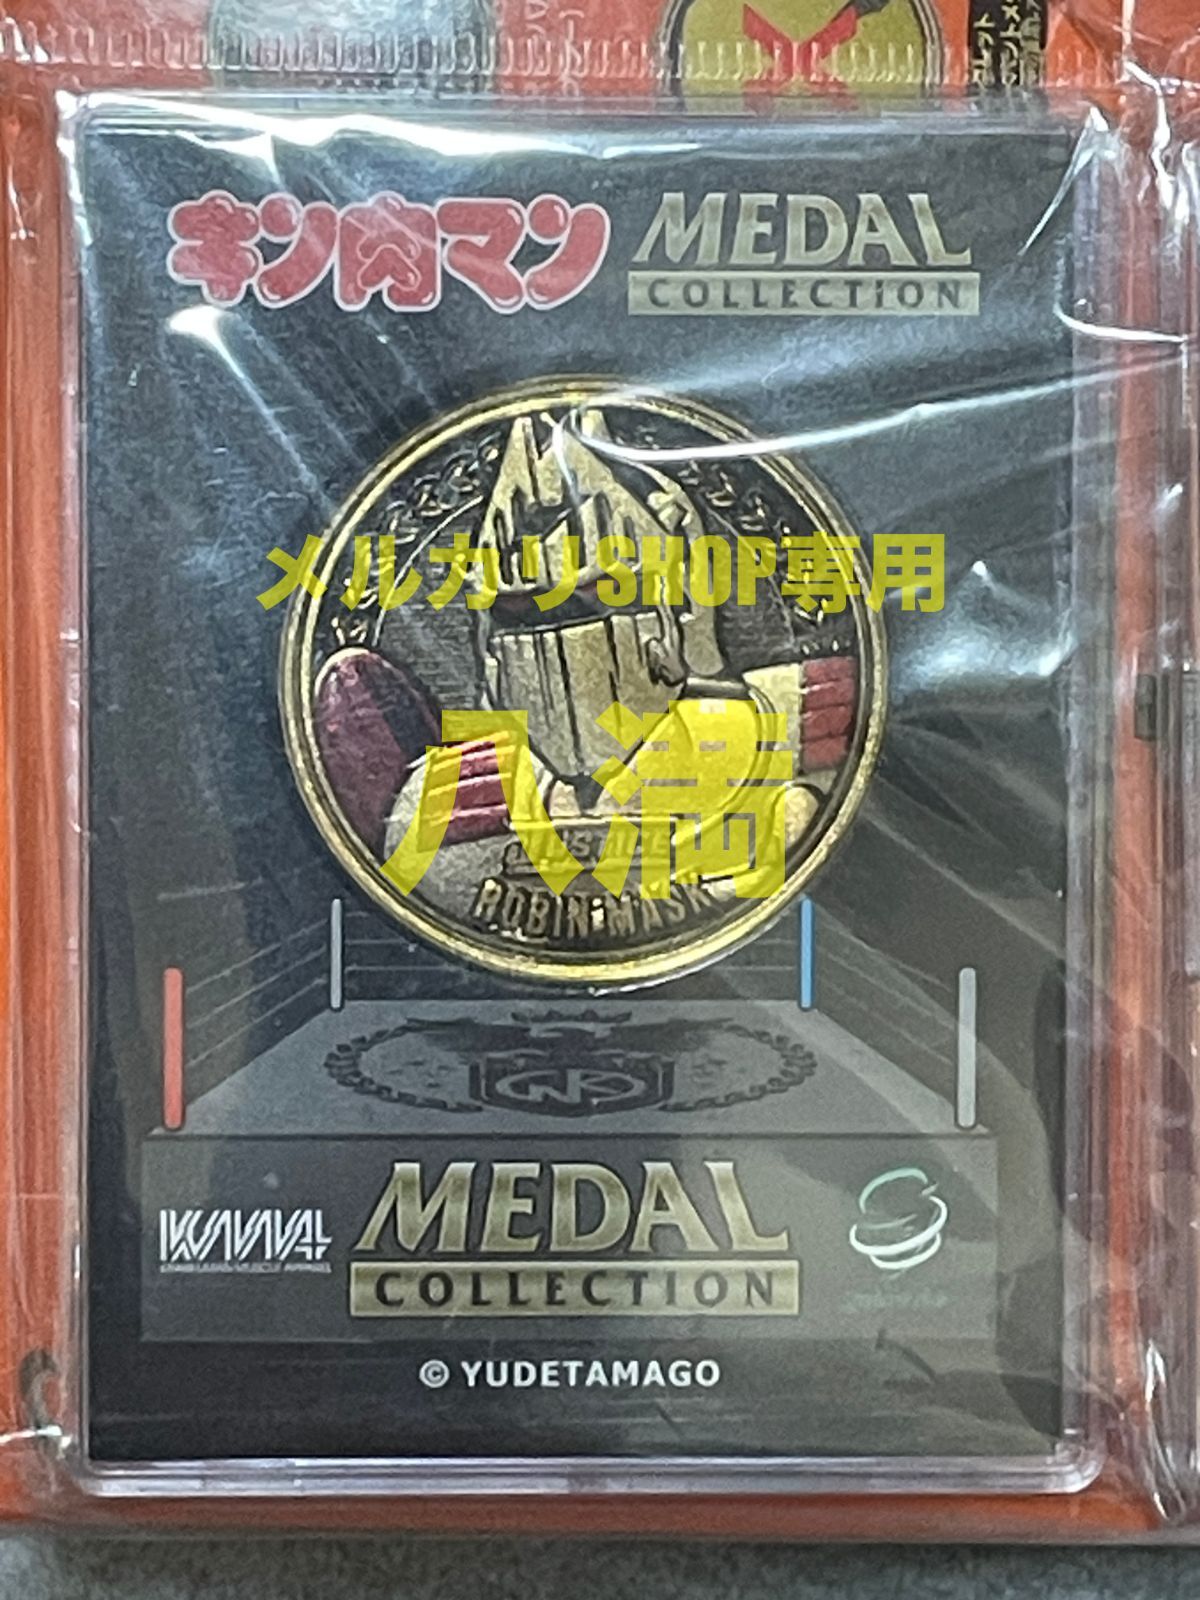 キン肉マン MEDAL
COLLECTION
メルカリSHOP専用
八満
JUSTICE
ROBIN MASK
MEDAL
COLLECTION
© YUDETAMAGO